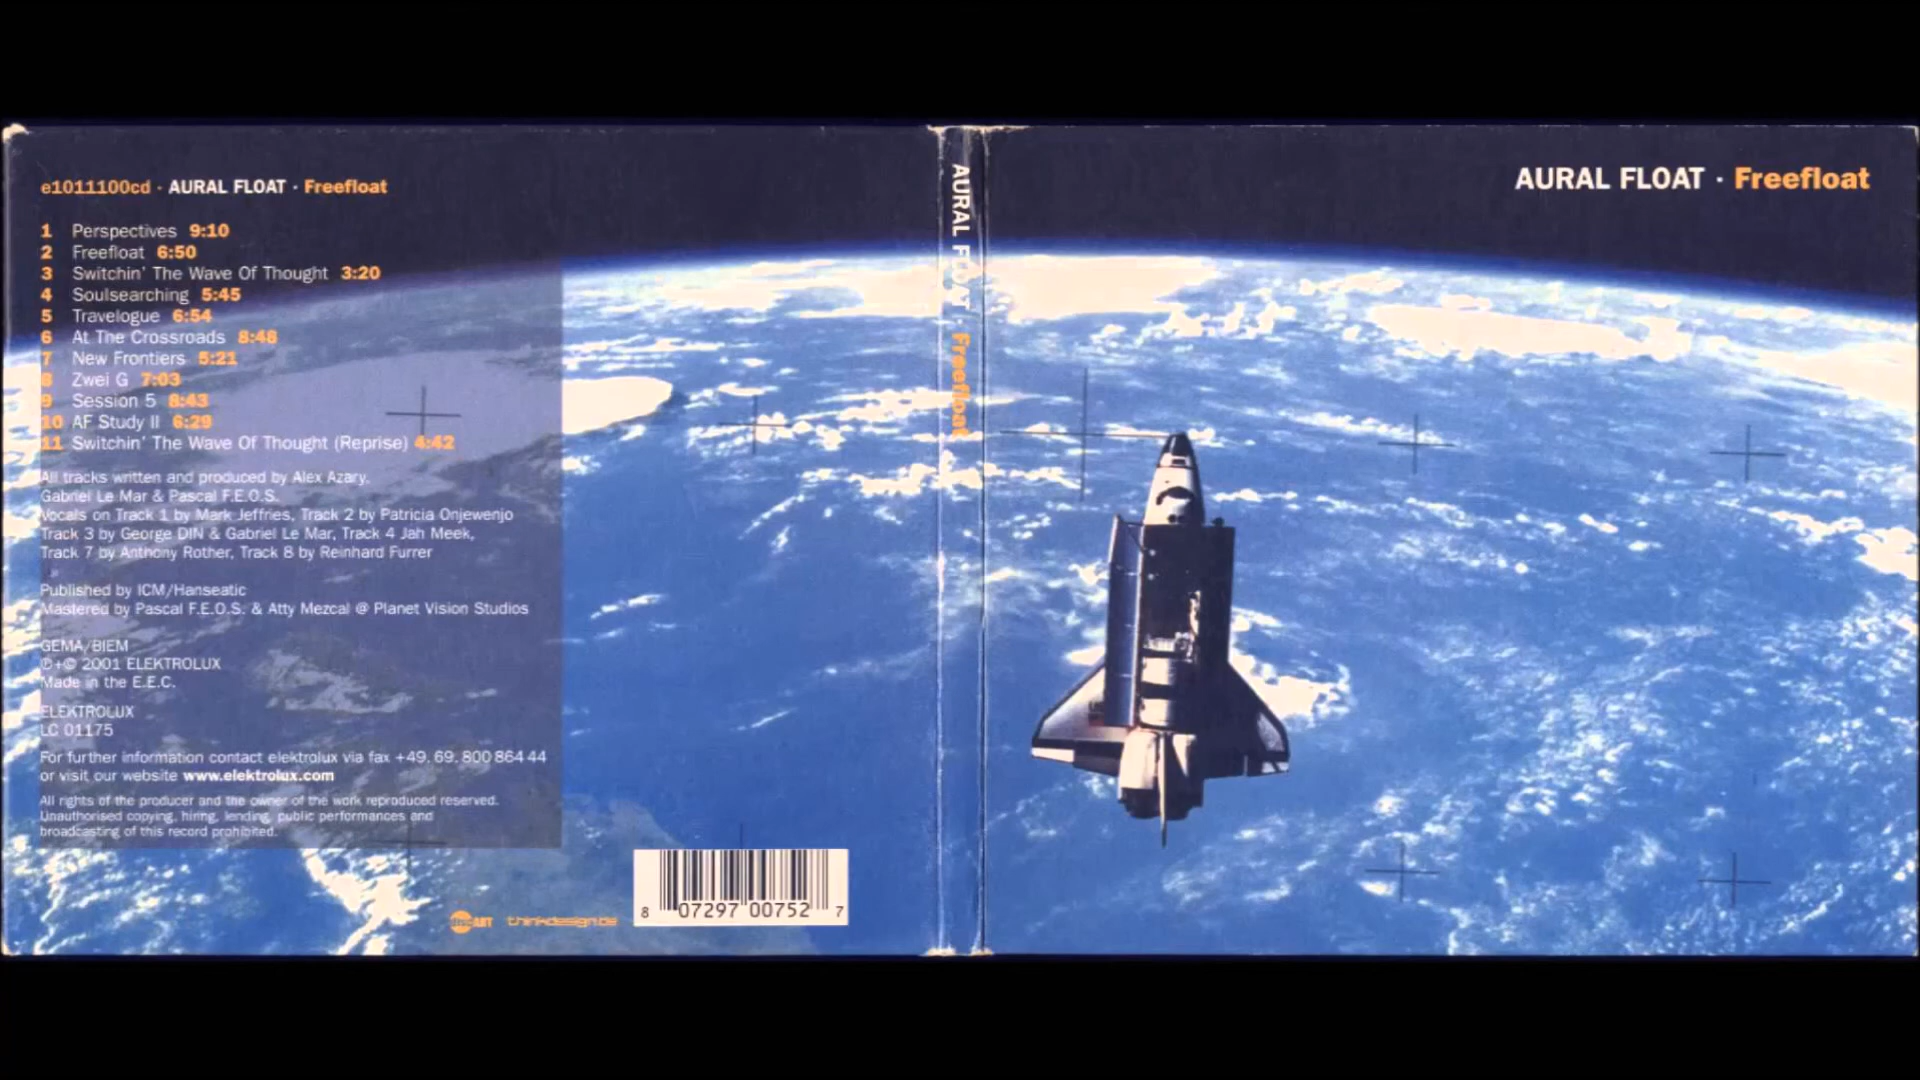 e1011100cd · AURAL FLOAT · Freefloat
1 Perspectives 9:10
2 Freefloat 6:50
3 Switchin' The Wave Of Thought 3:20
4 Soulsearching 5:45
5 Travelogue 6:54
6 At The Crossroads 8:48
7 New Frontiers 5:21
8 Zwei G 7:03
9 Session 5 8:43
10 AF Study II 6:29
11 Switchin' The Wave Of Thought (Reprise) 4:42
All tracks written and produced by Alex Azary.
Gabriel Le Mar & Pascal F.E.O.S.
Vocals on Track 1 by Mark Jeffries, Track 2 by Patricia Onjewenjo
Track 3 by George DIN & Gabriel Le Mar, Track 4 Jah Meek,
Track 7 by Anthony Rother, Track 8 by Reinhard Furrer
Published by ICM/Hanseatic
Mastered by Pascal F.E.O.S. & Atty Mezcal @ Planet Vision Studios
GEMA/BIEM
℗+© 2001 ELEKTROLUX
Made in the E.E.C.
ELEKTROLUX
LC 01175
For further information contact elektrolux via fax +49. 69. 800 864 44
or visit our website www.elektrolux.com
All rights of the producer and the owner of the work reproduced reserved.
Unauthorised copying, hiring, lending, public performances and
broadcasting of this record prohibited.
thinkdesign.de
8 07297 00752 7
AURAL FLOAT · Freefloat
AURAL FLOAT · Freefloat